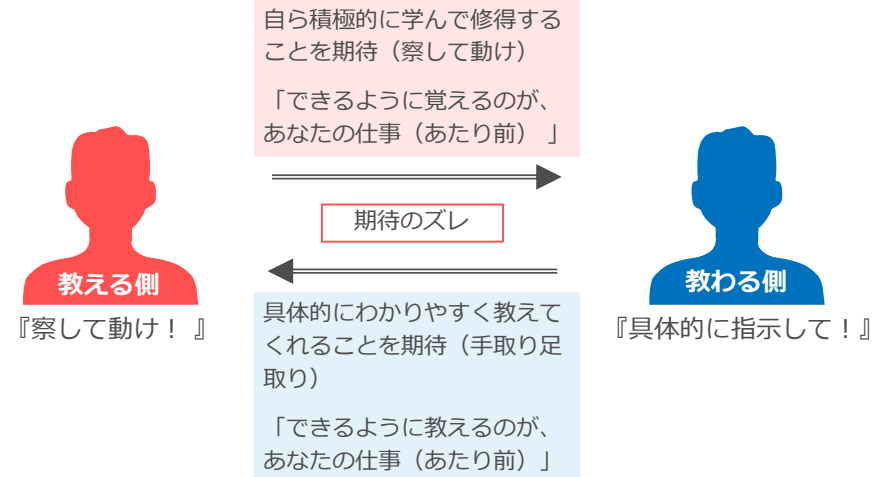 自ら積極的に学んで修得する
ことを期待（察して動け）
「できるように覚えるのが、
あなたの仕事（あたり前） 」
期待のズレ
教える側
『察して動け！ 』
教わる側
『具体的に指示して！』
具体的にわかりやすく教えて
くれることを期待（手取り足
取り）
「できるように教えるのが、
あなたの仕事（あたり前）」